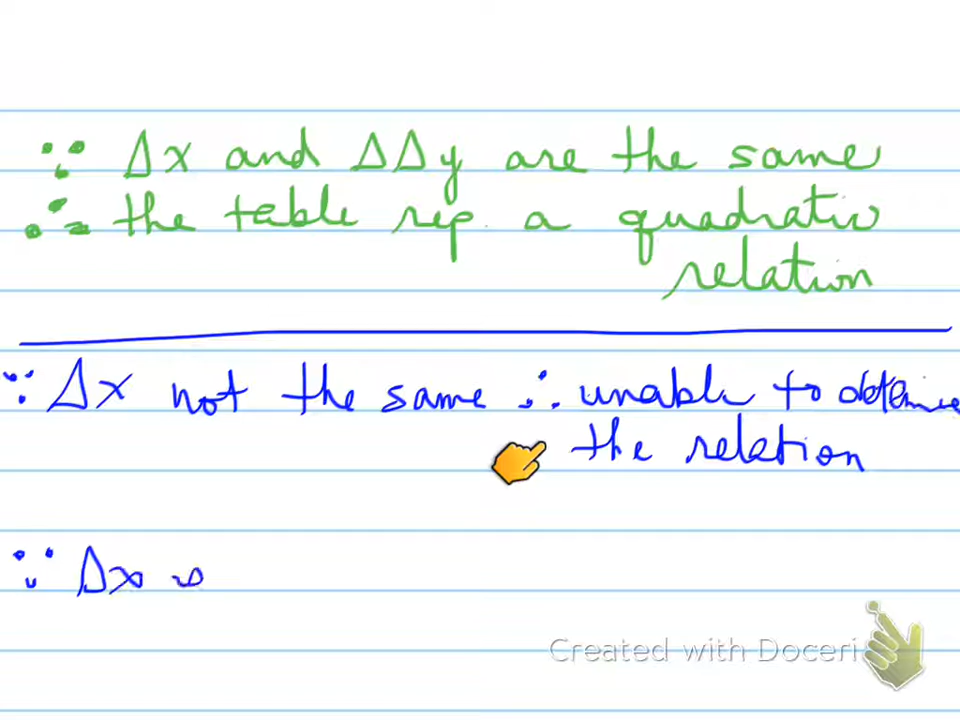 ∵ Δx and ΔΔy are the same
∴ the table rep. a quadratic
relation
∵ Δx not the same ∴ unable to determine
the relation
∵ Δx is
Created with Doceri